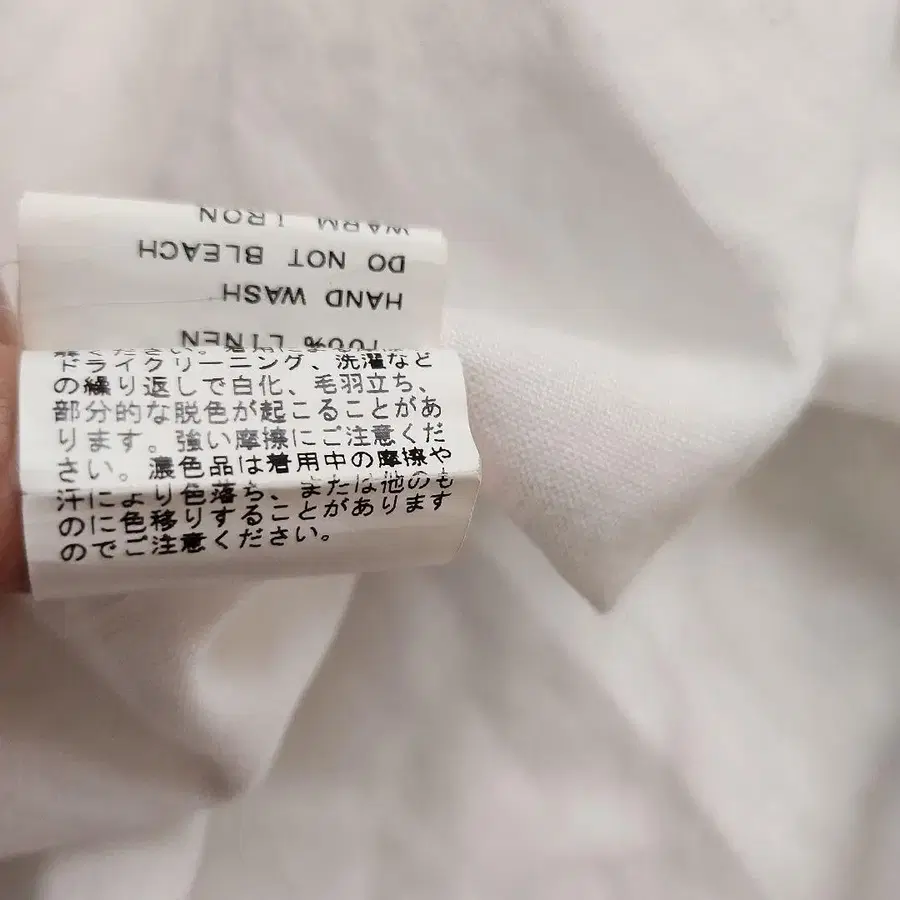 100% LINEN
HAND WASH
DO NOT BLEACH
WARM IRON
ドライクリーニング、洗濯など
の繰り返しで白化、毛羽立ち、
部分的な脱色が起こることがあ
ります。強い摩擦にご注意くだ
さい。濃色品は着用中の摩擦や
汗により色落ち、または他のも
のに色移りすることがあります
のでご注意ください。